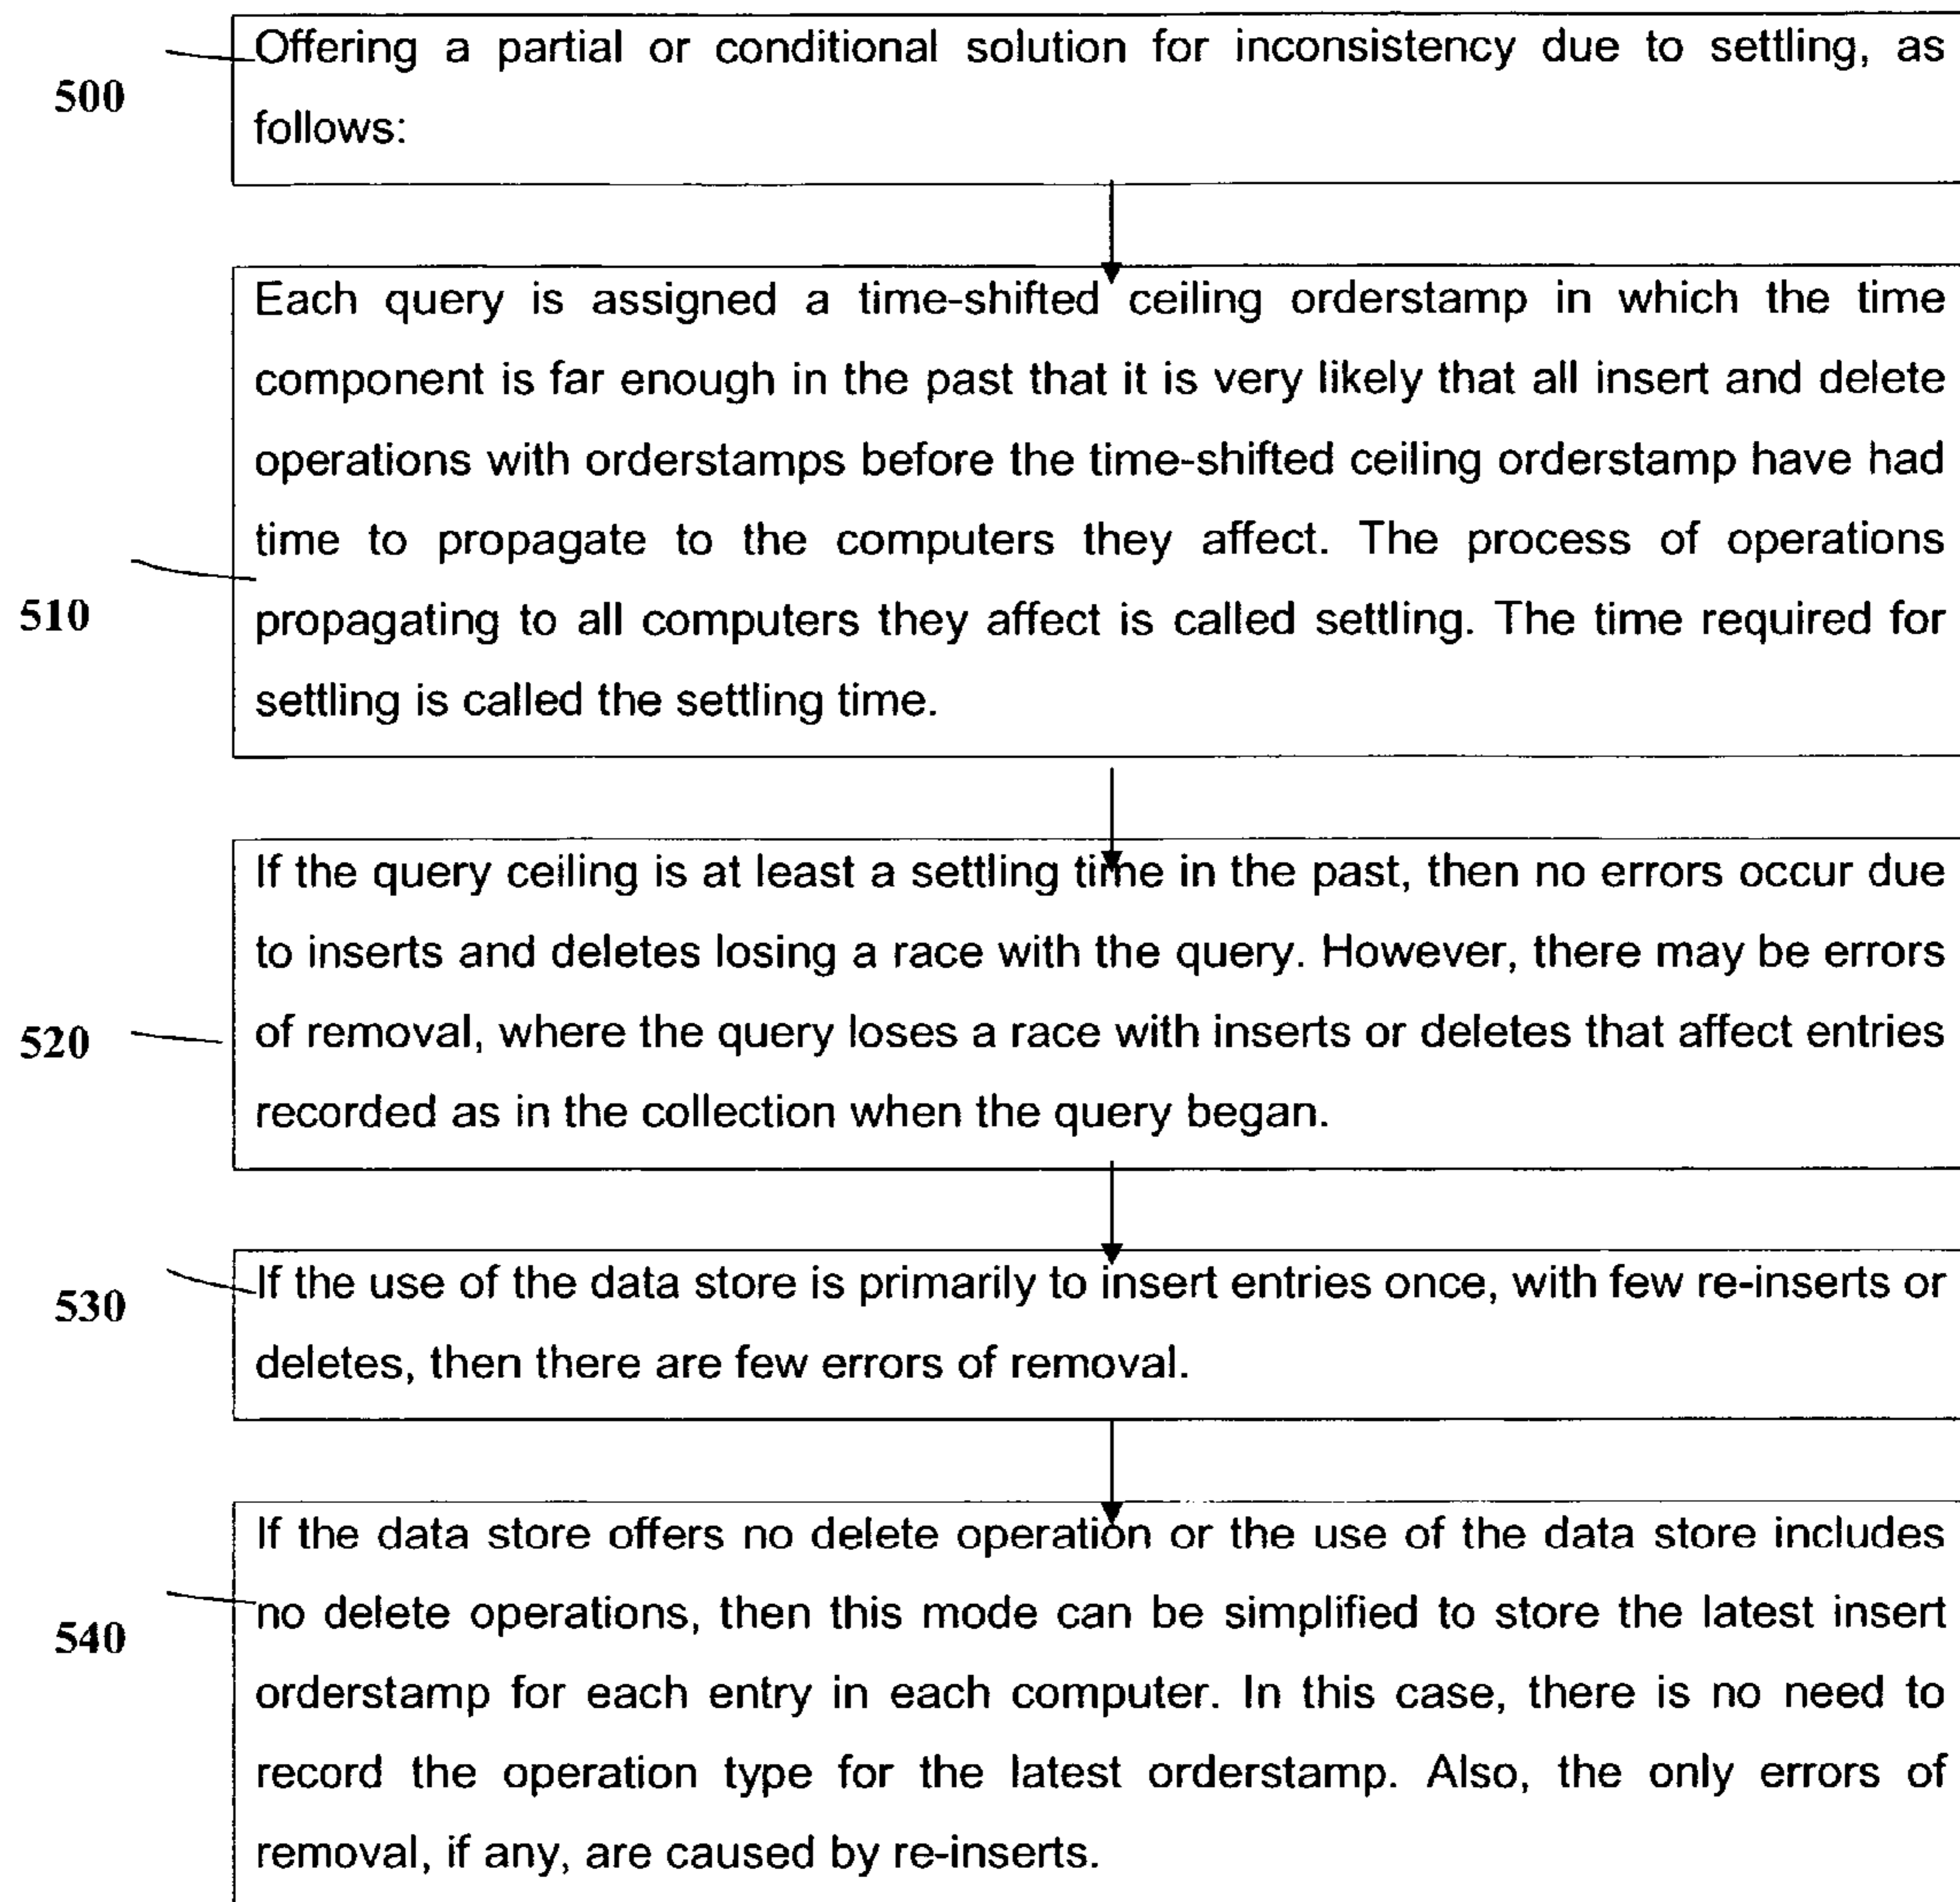 500
Offering a partial or conditional solution for inconsistency due to settling, as
follows:
Each query is assigned a time-shifted ceiling orderstamp in which the time
component is far enough in the past that it is very likely that all insert and delete
operations with orderstamps before the time-shifted ceiling orderstamp have had
time to propagate to the computers they affect. The process of operations
510
propagating to all computers they affect is called settling. The time required for
settling is called the settling time.
If the query ceiling is at least a settling time in the past, then no errors occur due
to inserts and deletes losing a race with the query. However, there may be errors
520
of removal, where the query loses a race with inserts or deletes that affect entries
recorded as in the collection when the query began.
530
If the use of the data store is primarily to insert entries once, with few re-inserts or
deletes, then there are few errors of removal.
If the data store offers no delete operation or the use of the data store includes
no delete operations, then this mode can be simplified to store the latest insert
540
orderstamp for each entry in each computer. In this case, there is no need to
record the operation type for the latest orderstamp. Also, the only errors of
removal, if any, are caused by re-inserts.